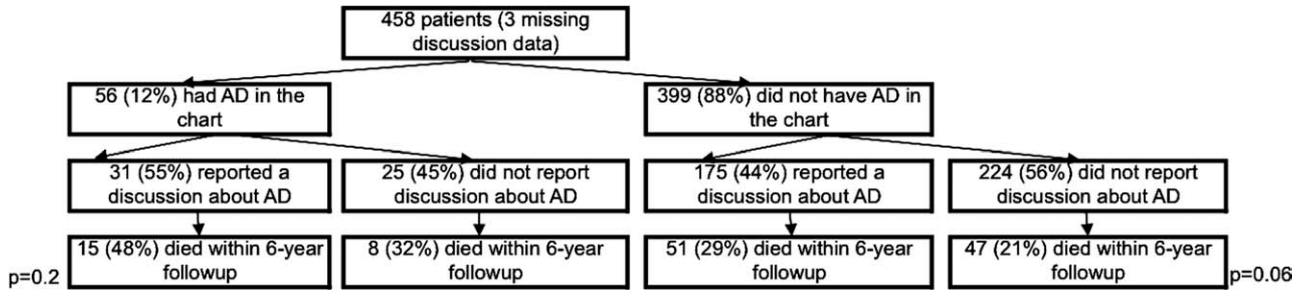 458 patients (3 missing
discussion data)
56 (12%) had AD in the
chart
399 (88%) did not have AD in
the chart
31 (55%) reported a
discussion about AD
25 (45%) did not report
discussion about AD
175 (44%) reported a
discussion about AD
224 (56%) did not report
discussion about AD
15 (48%) died within 6-year
followup
8 (32%) died within 6-year
followup
51 (29%) died within 6-year
followup
47 (21%) died within 6-year
followup
p=0.2
p=0.06